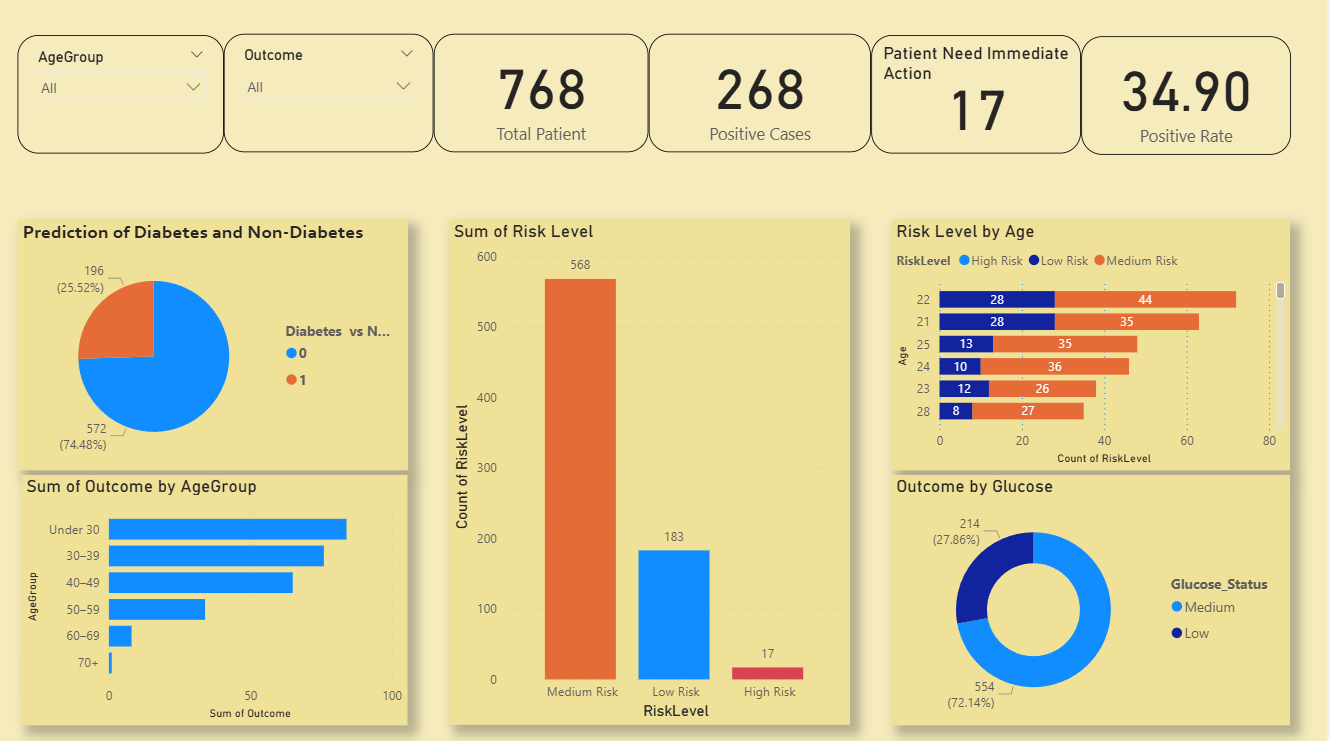 AgeGroup
All
Outcome
All
768
Total Patient
268
Positive Cases
Patient Need Immediate
Action
17
34.90
Positive Rate
Prediction of Diabetes and Non-Diabetes
196
(25.52%)
572
(74.48%)
Diabetes vs N...
0
1
Sum of Risk Level
Count of RiskLevel
600
500
400
300
200
100
0
568
183
17
Medium Risk Low Risk High Risk
RiskLevel
Risk Level by Age
RiskLevel High Risk Low Risk Medium Risk
Age
22 28 44
21 28 35
25 13 35
24 10 36
23 12 26
28 8 27
0 20 40 60 80
Count of RiskLevel
Sum of Outcome by AgeGroup
AgeGroup
Under 30
30–39
40–49
50–59
60–69
70+
0 50 100
Sum of Outcome
Outcome by Glucose
214
(27.86%)
554
(72.14%)
Glucose_Status
Medium
Low